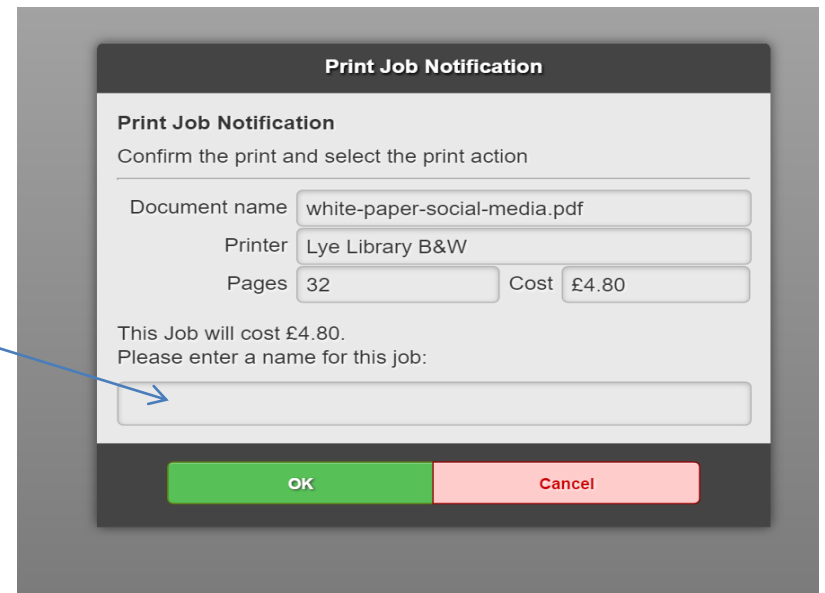 Print Job Notification
Print Job Notification
Confirm the print and select the print action
Document name white-paper-social-media.pdf
Printer Lye Library B&W
Pages 32 Cost £4.80
This Job will cost £4.80.
Please enter a name for this job:
OK Cancel